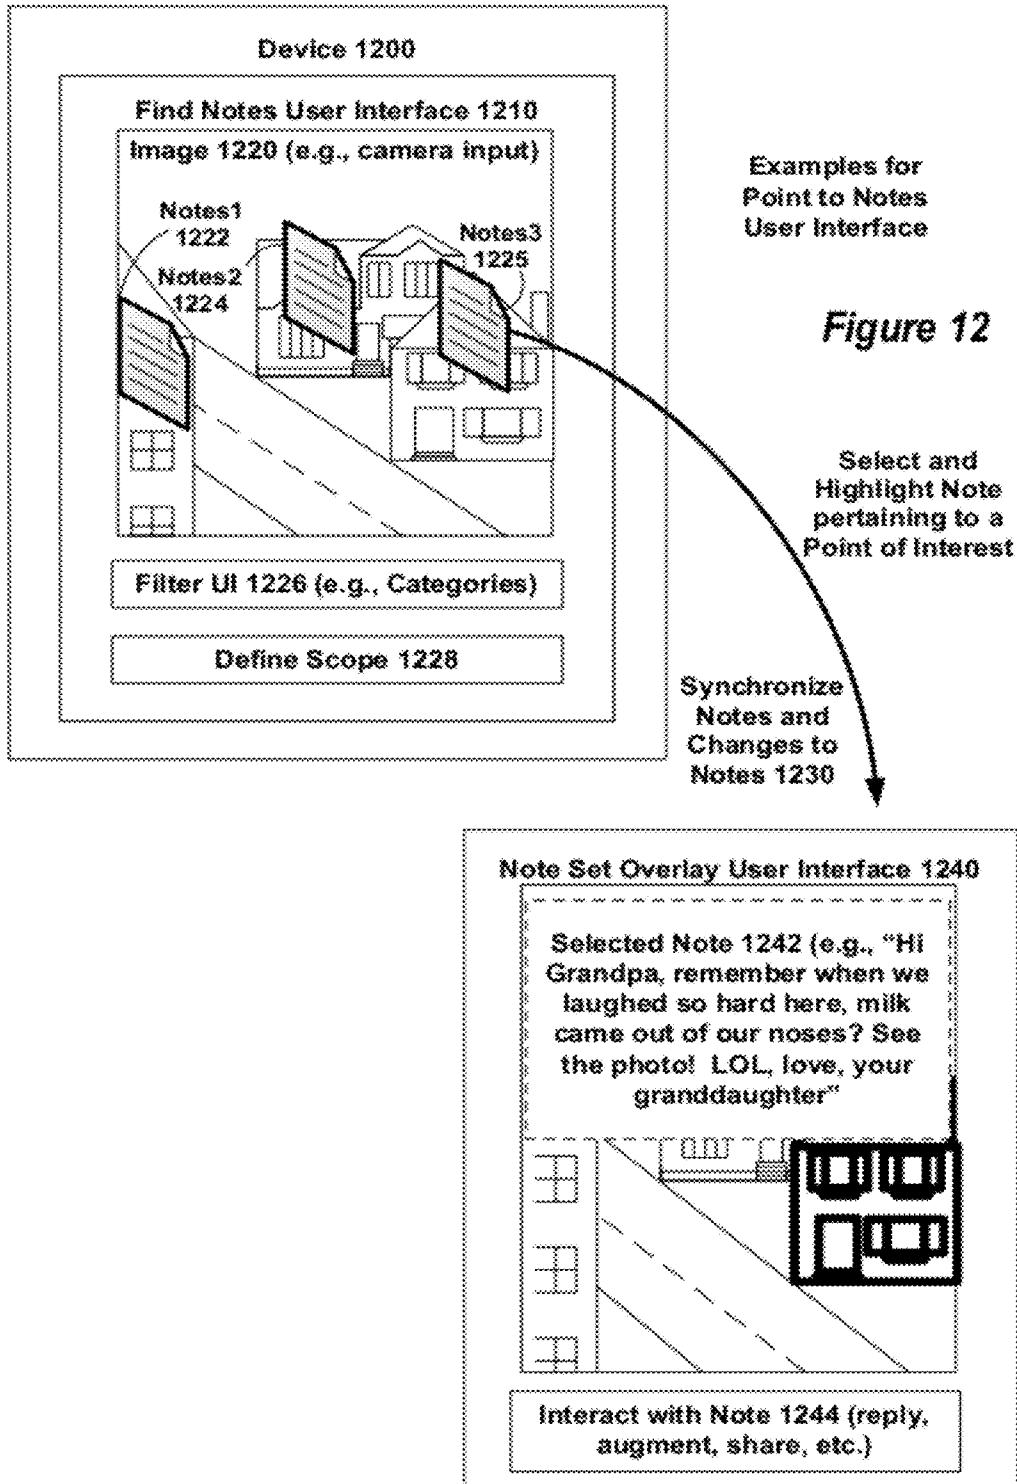 Device 1200
Find Notes User Interface 1210
Image 1220 (e.g., camera input)
Notes1
1222
Notes2
1224
Notes3
1225
Filter UI 1226 (e.g., Categories)
Define Scope 1228
Examples for
Point to Notes
User Interface
Figure 12
Select and
Highlight Note
pertaining to a
Point of Interest
Synchronize
Notes and
Changes to
Notes 1230
Note Set Overlay User Interface 1240
Selected Note 1242 (e.g., "Hi
Grandpa, remember when we
laughed so hard here, milk
came out of our noses? See
the photo!  LOL, love, your
granddaughter"
Interact with Note 1244 (reply,
augment, share, etc.)